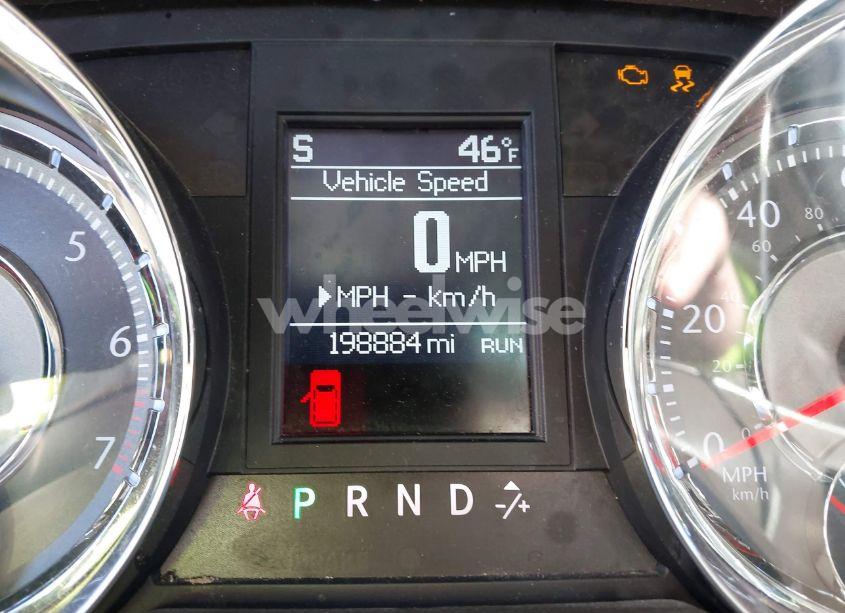 S 46°F
Vehicle Speed
0 MPH
MPH - km/h
198884 mi RUN
P R N D -/+
5
6
7
40
80
60
20
40
20
0
0
MPH
km/h
wheelwise